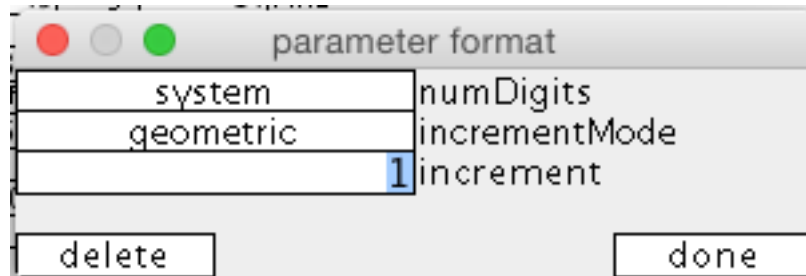 parameter format
system numDigits
geometric incrementMode
1 increment
delete done